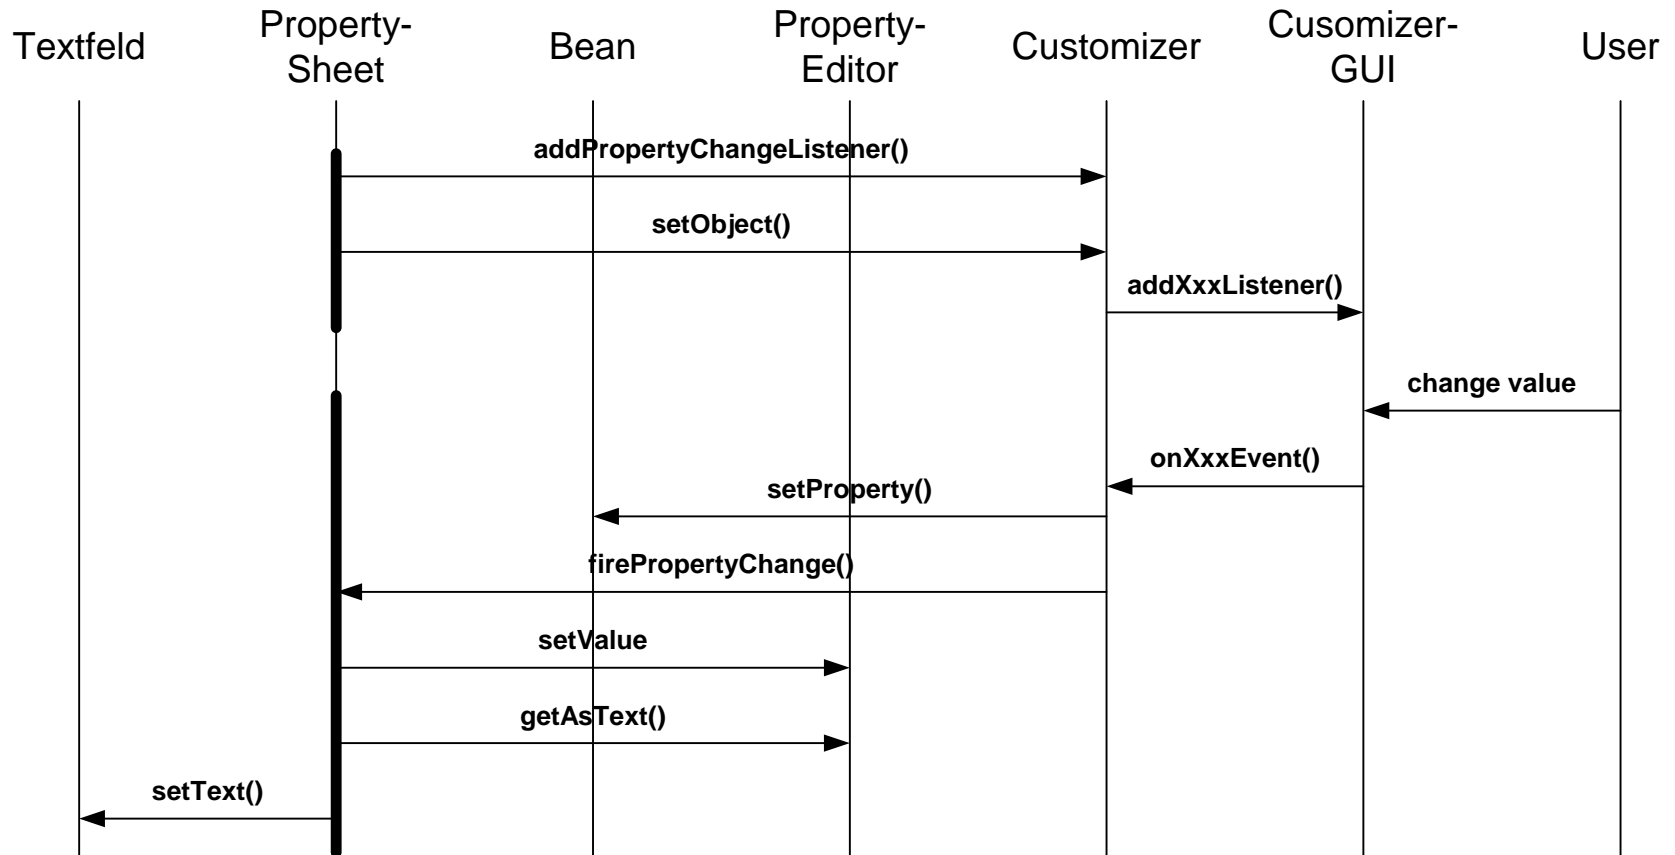 Textfeld
Property-
Sheet
Bean
Property-
Editor
Customizer
Cusomizer-
GUI
User
addPropertyChangeListener()
setObject()
addXxxListener()
change value
onXxxEvent()
setProperty()
firePropertyChange()
setValue
getAsText()
setText()